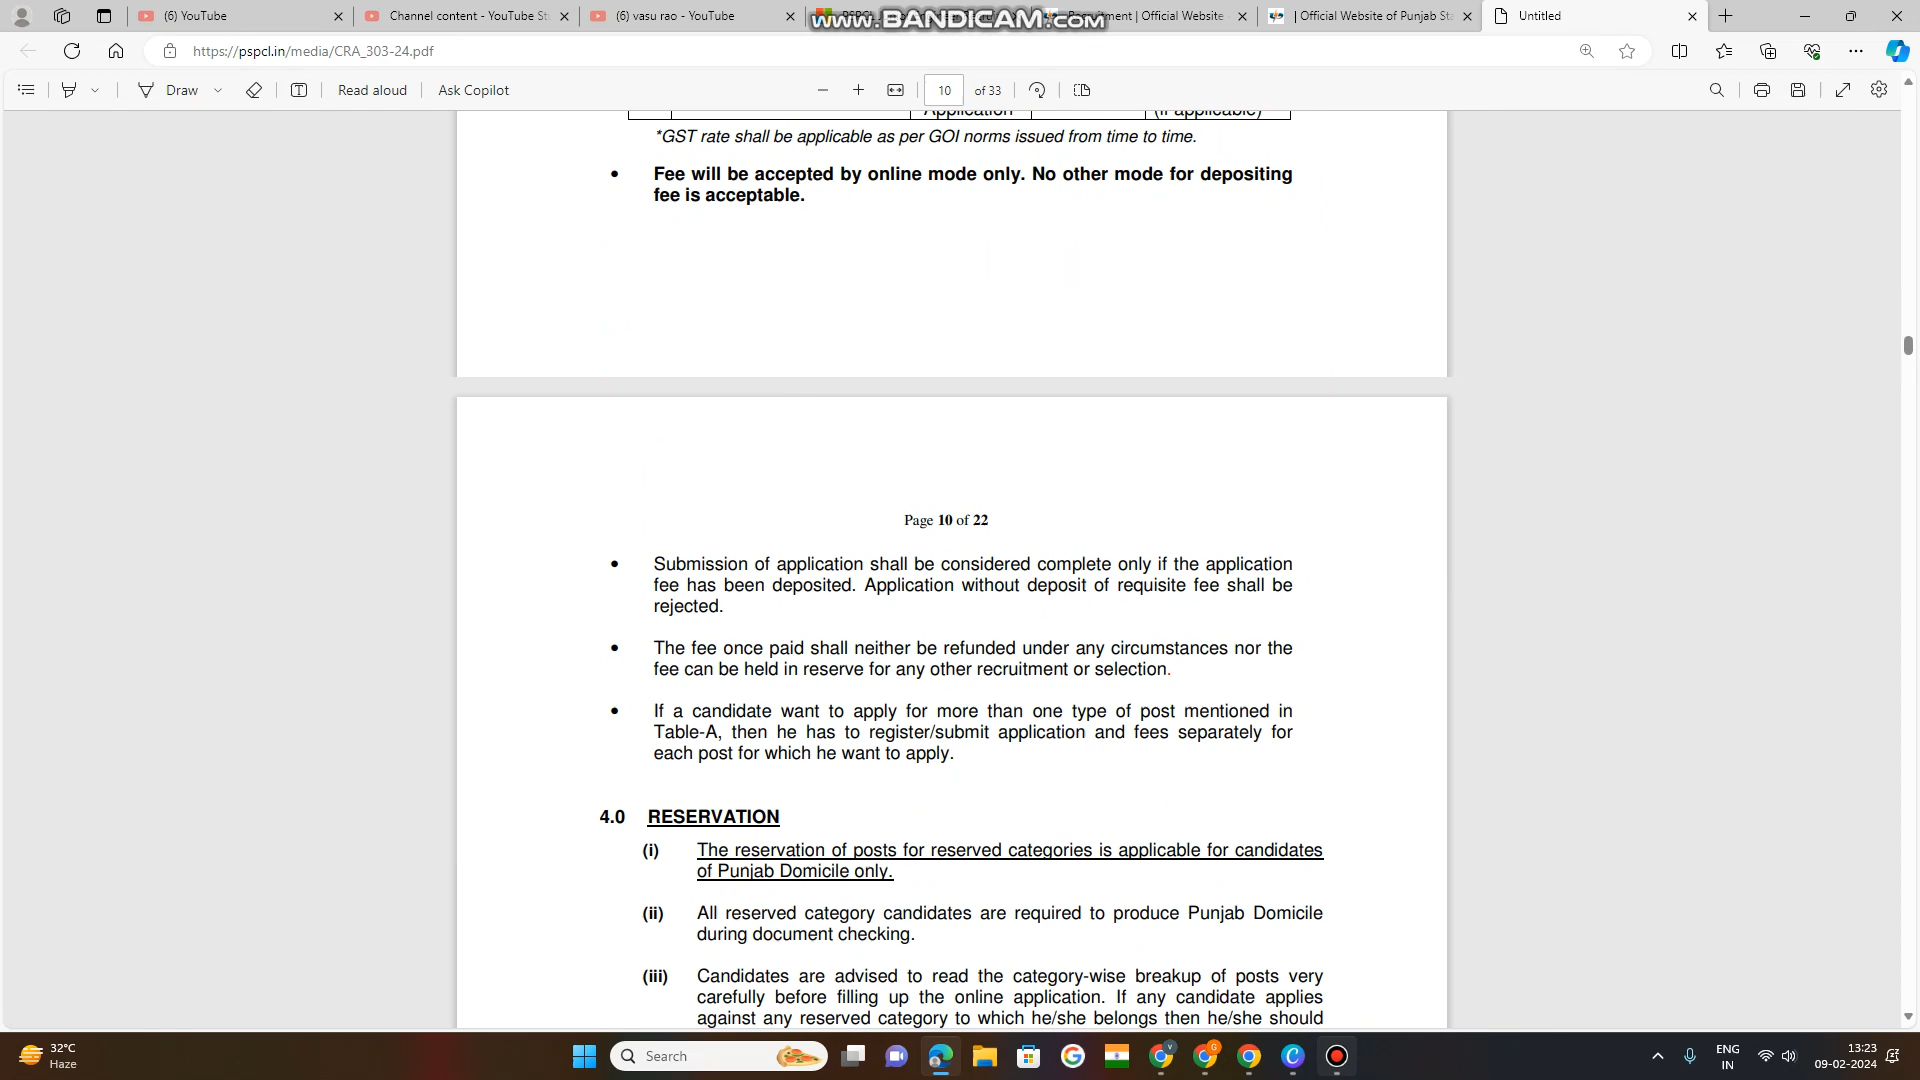 (6) YouTube
Channel content - YouTube St
(6) vasu rao - YouTube
www.BANDICAM.com
Recruitment | Official Website
| Official Website of Punjab Sta
Untitled
https://pspcl.in/media/CRA_303-24.pdf
Draw
Read aloud
Ask Copilot
10
of 33
Application
(if applicable)
*GST rate shall be applicable as per GOI norms issued from time to time.
• Fee will be accepted by online mode only. No other mode for depositing
fee is acceptable.
Page 10 of 22
• Submission of application shall be considered complete only if the application
fee has been deposited. Application without deposit of requisite fee shall be
rejected.
• The fee once paid shall neither be refunded under any circumstances nor the
fee can be held in reserve for any other recruitment or selection.
• If a candidate want to apply for more than one type of post mentioned in
Table-A, then he has to register/submit application and fees separately for
each post for which he want to apply.
4.0 RESERVATION
(i) The reservation of posts for reserved categories is applicable for candidates
of Punjab Domicile only.
(ii) All reserved category candidates are required to produce Punjab Domicile
during document checking.
(iii) Candidates are advised to read the category-wise breakup of posts very
carefully before filling up the online application. If any candidate applies
against any reserved category to which he/she belongs then he/she should
32°C
Haze
Search
ENG
IN
13:23
09-02-2024